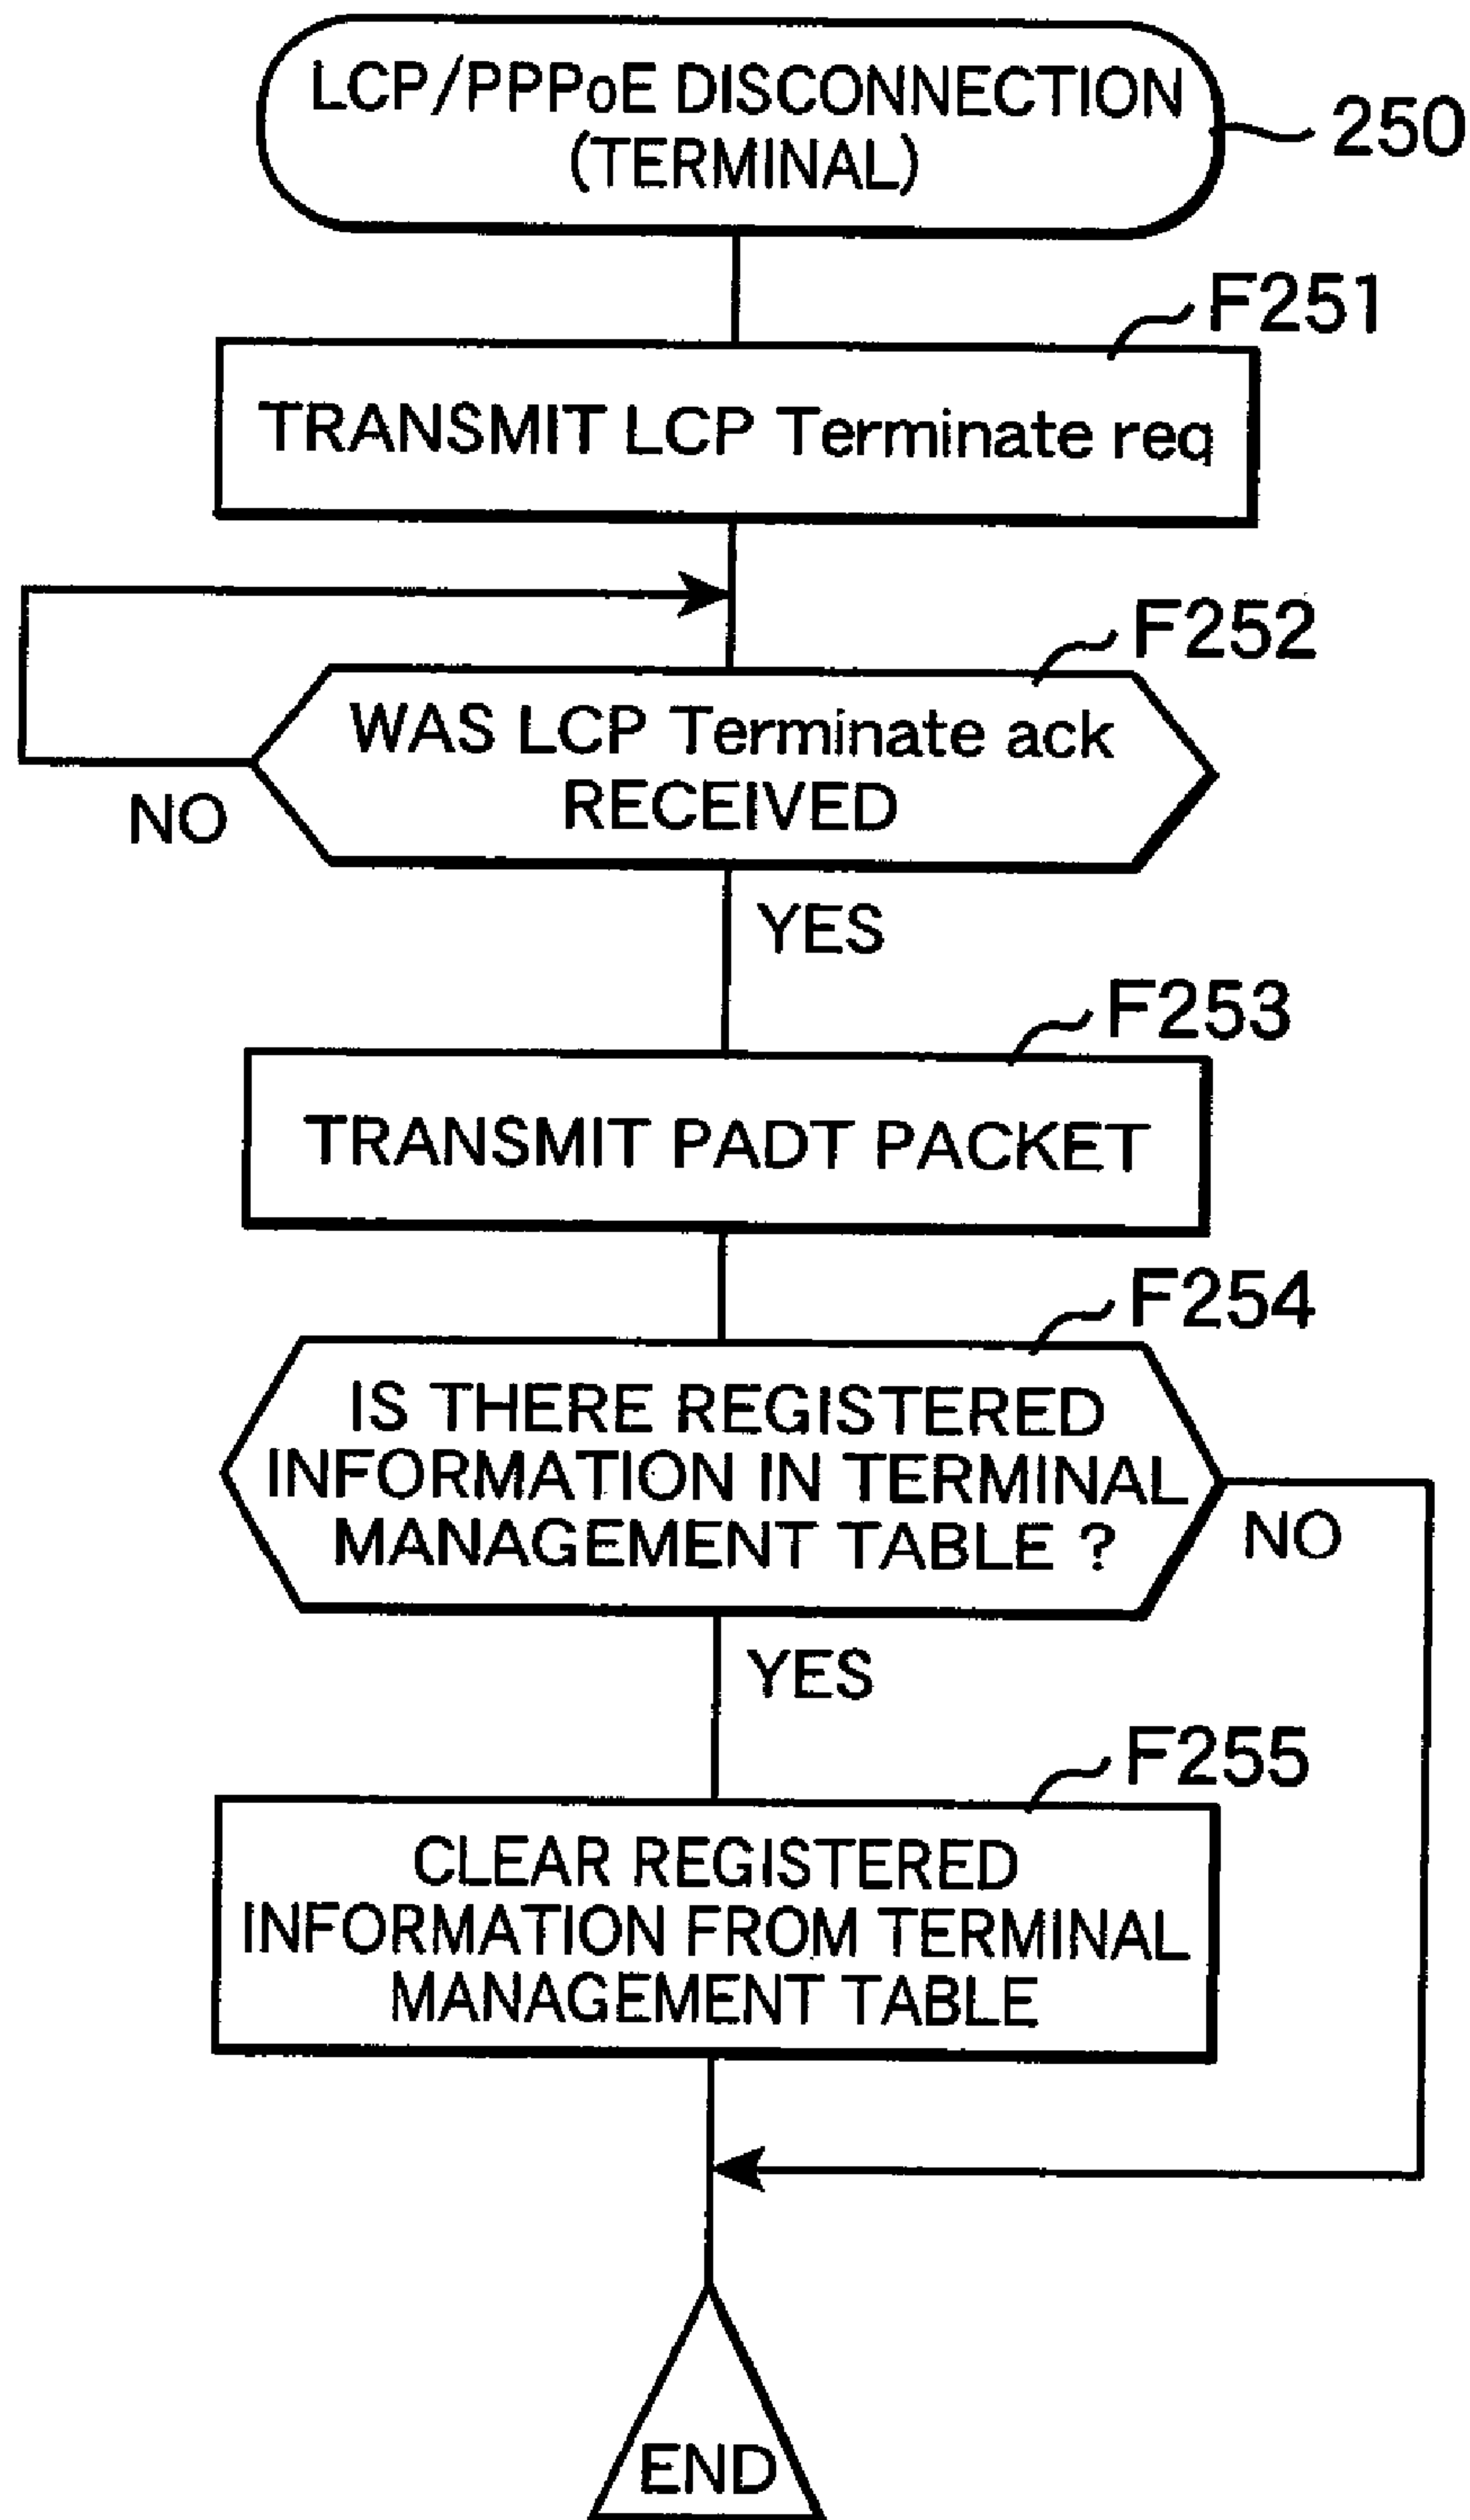 LCP/PPPoE DISCONNECTION
(TERMINAL)
250
F251
TRANSMIT LCP Terminate req
F252
WAS LCP Terminate ack
RECEIVED
NO
YES
F253
TRANSMIT PADT PACKET
F254
IS THERE REGISTERED
INFORMATION IN TERMINAL
MANAGEMENT TABLE ?
NO
YES
F255
CLEAR REGISTERED
INFORMATION FROM TERMINAL
MANAGEMENT TABLE
END